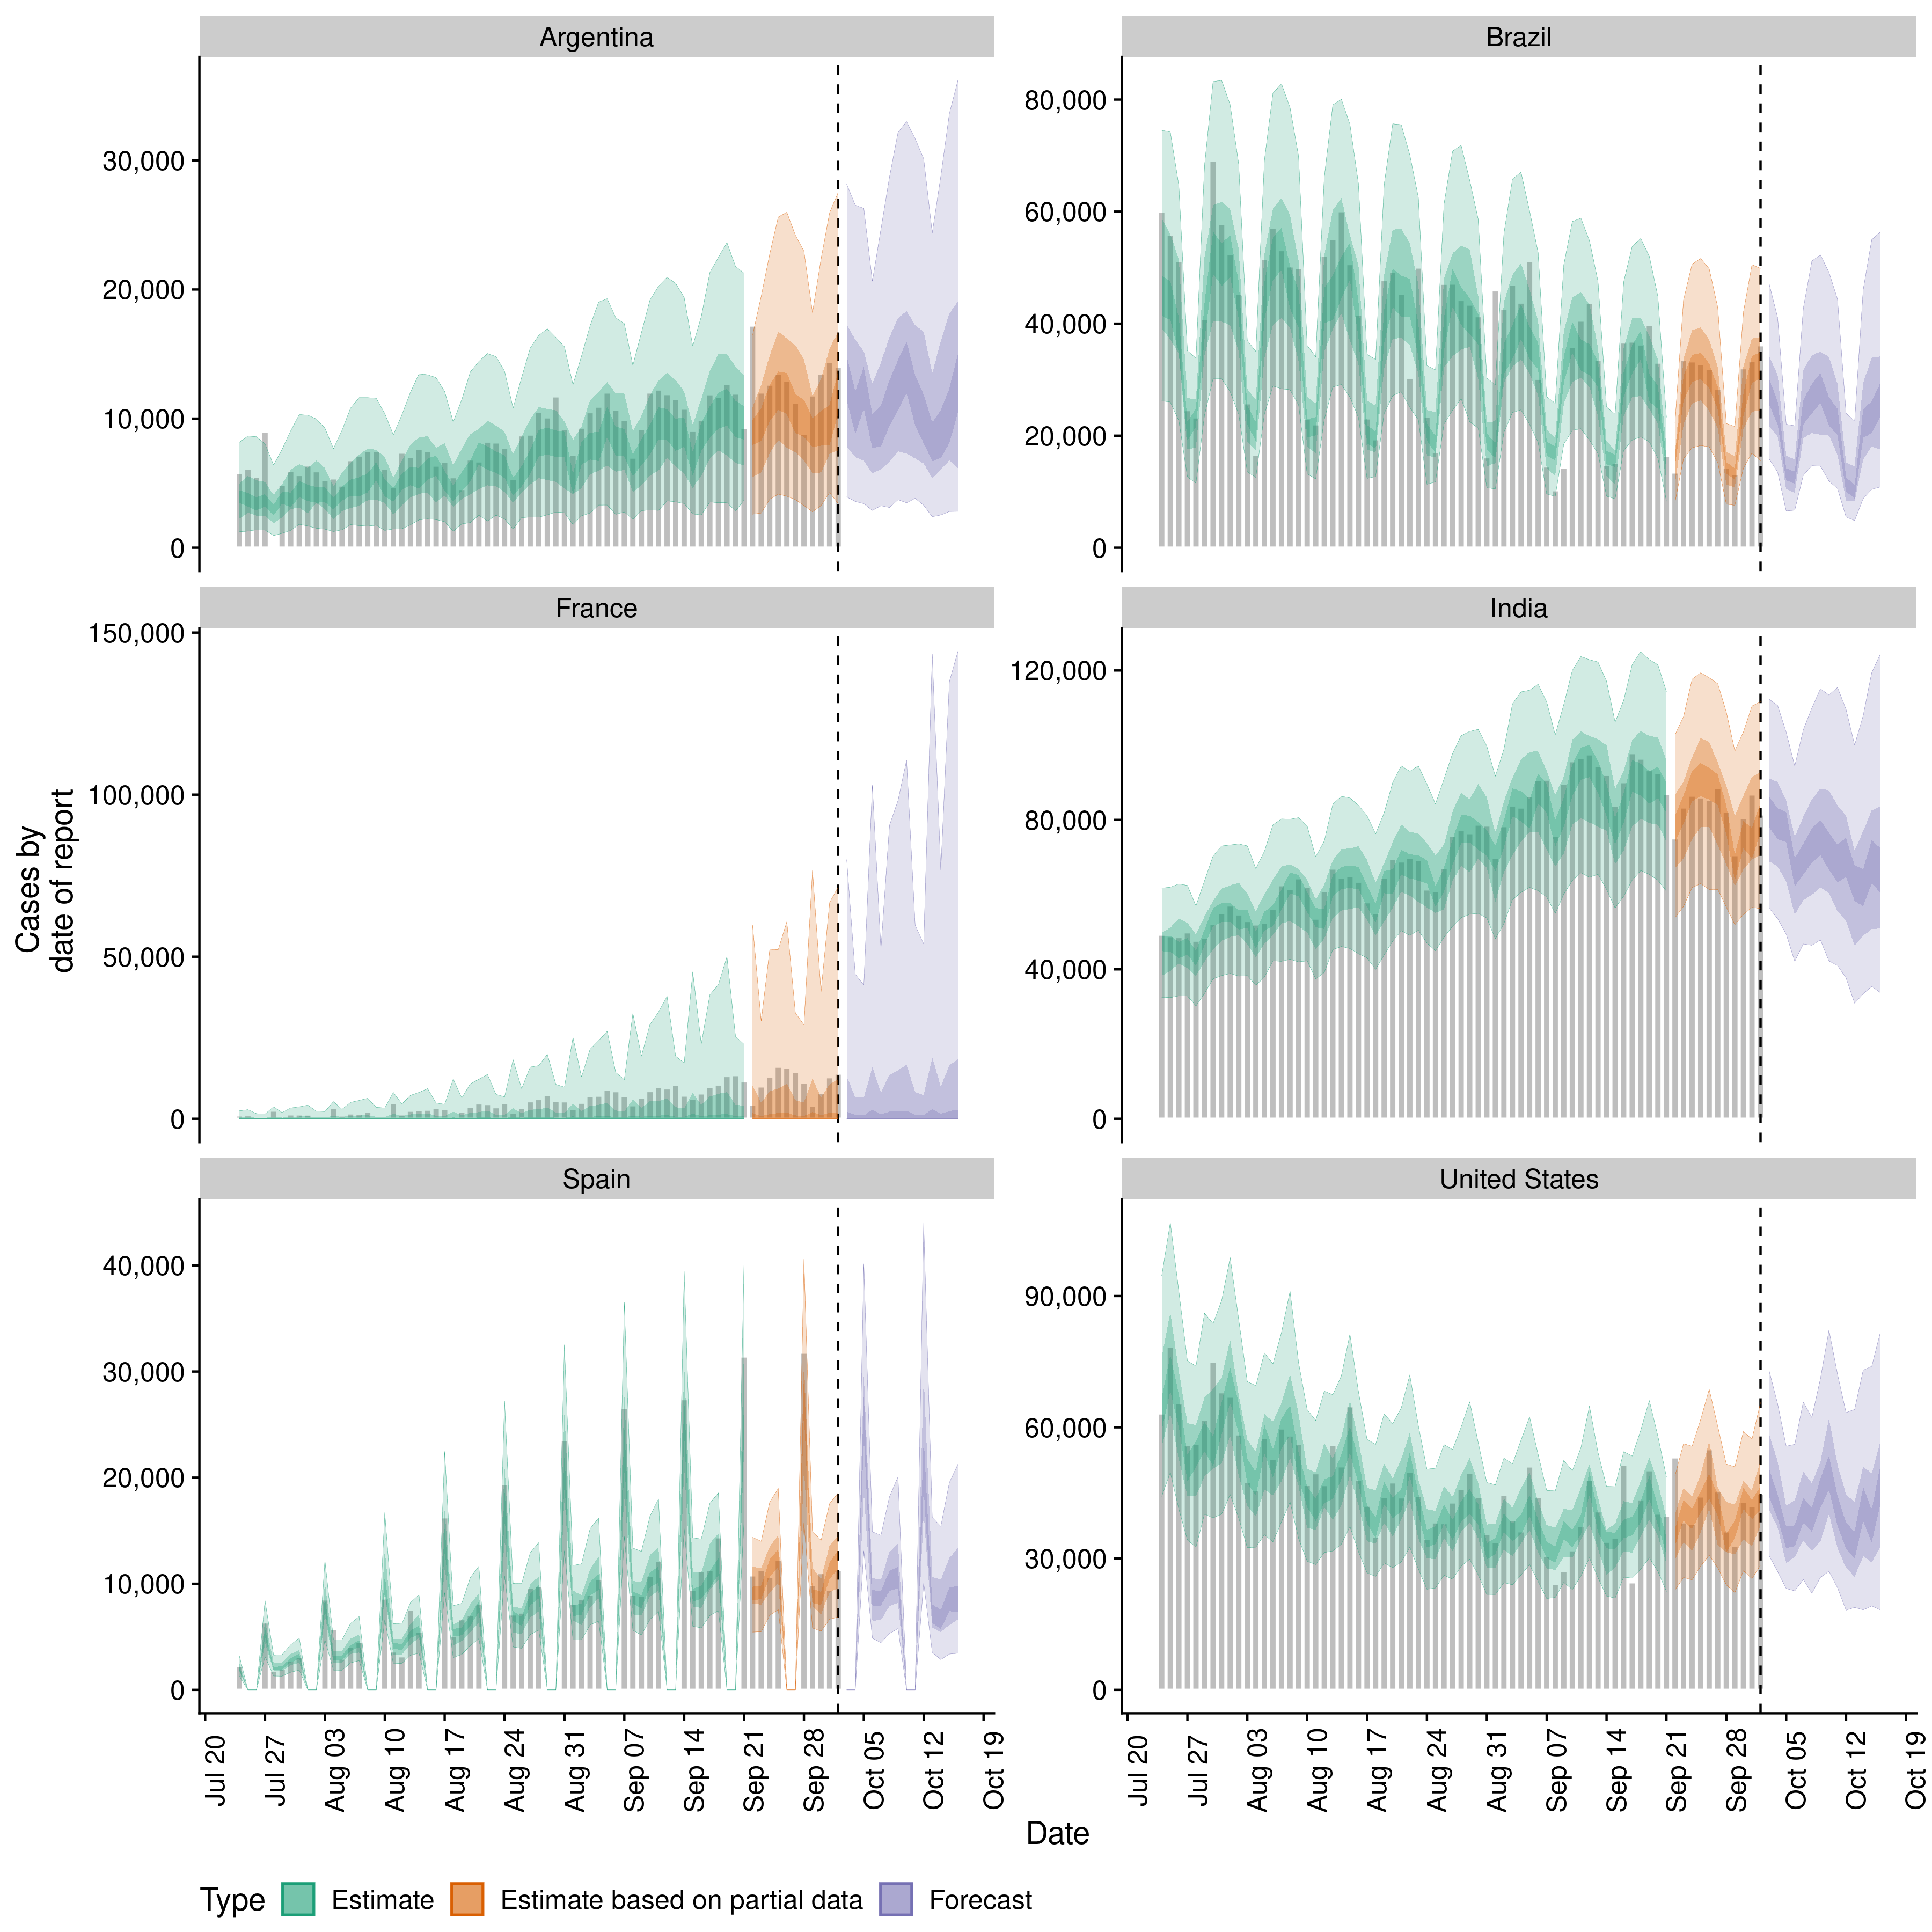 Argentina
Brazil
30,000
20,000
10,000
0
80,000
60,000
40,000
20,000
0
France
India
150,000
100,000
50,000
0
120,000
80,000
40,000
0
Cases by
date of report
Spain
United States
40,000
30,000
20,000
10,000
0
90,000
60,000
30,000
0
Jul 20
Jul 27
Aug 03
Aug 10
Aug 17
Aug 24
Aug 31
Sep 07
Sep 14
Sep 21
Sep 28
Oct 05
Oct 12
Oct 19
Jul 20
Jul 27
Aug 03
Aug 10
Aug 17
Aug 24
Aug 31
Sep 07
Sep 14
Sep 21
Sep 28
Oct 05
Oct 12
Oct 19
Date
Type Estimate Estimate based on partial data Forecast